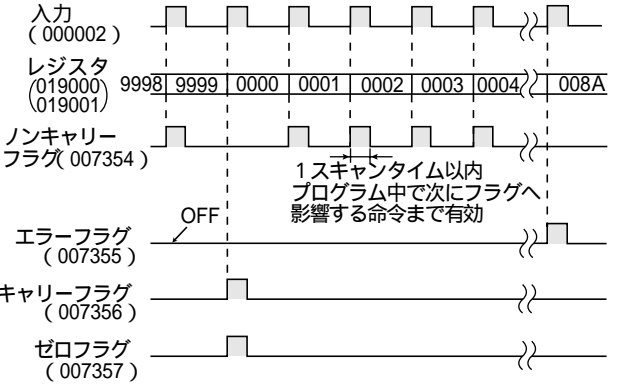 入力
(000002)
レジスタ
(019000)
(019001)
9998 9999 0000 0001 0002 0003 0004 008A
ノンキャリー
フラグ(007354)
1スキャンタイム以内
プログラム中で次にフラグへ
影響する命令まで有効
OFF
エラーフラグ
(007355)
キャリーフラグ
(007356)
ゼロフラグ
(007357)